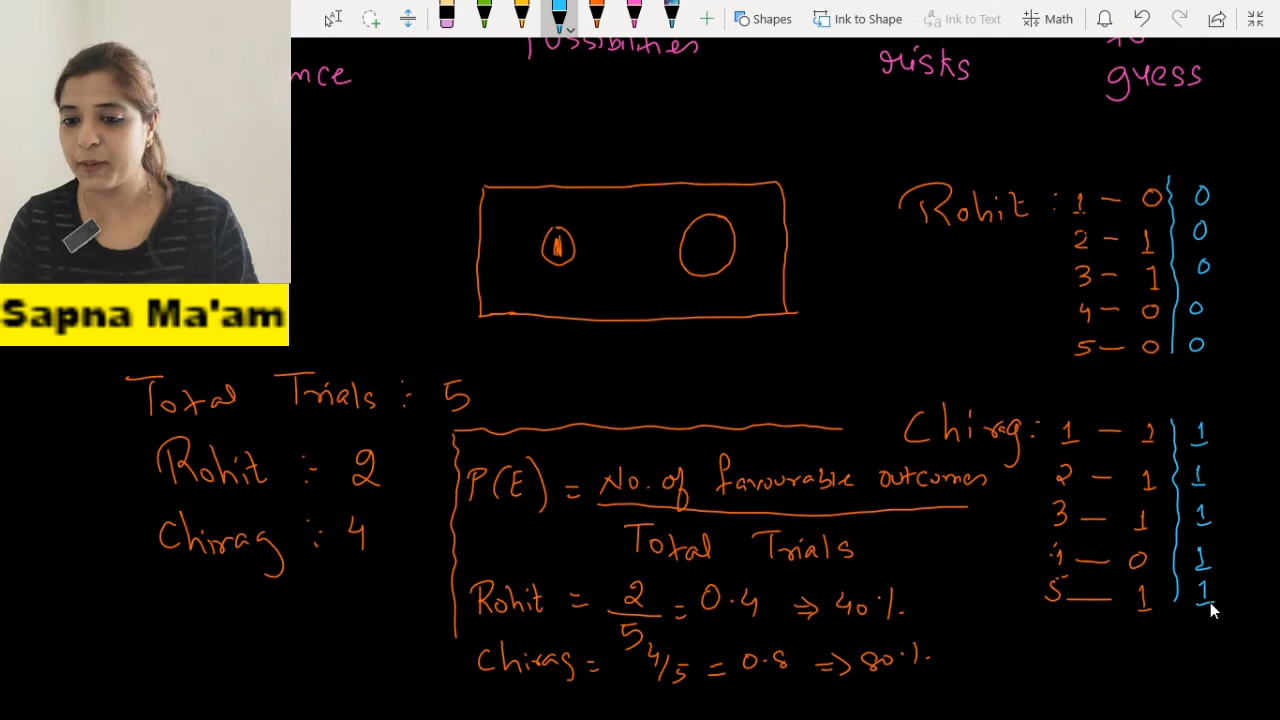 Shapes Ink to Shape Ink to Text Math
possibilities
nce risks guess
Sapna Ma'am
Rohit : 1 - 0 0
2 - 1 0
3 - 1 0
4 - 0 0
5 - 0 0
Total Trials : 5
Rohit : 2
Chirag : 4
P(E) = No. of favourable outcomes
Total Trials
Rohit = 2/5 = 0.4 ⇒ 40%.
Chirag = 4/5 = 0.8 ⇒ 80%.
Chirag : 1 - 1 1
2 - 1 1
3 - 1 1
4 - 0 1
5 - 1 1